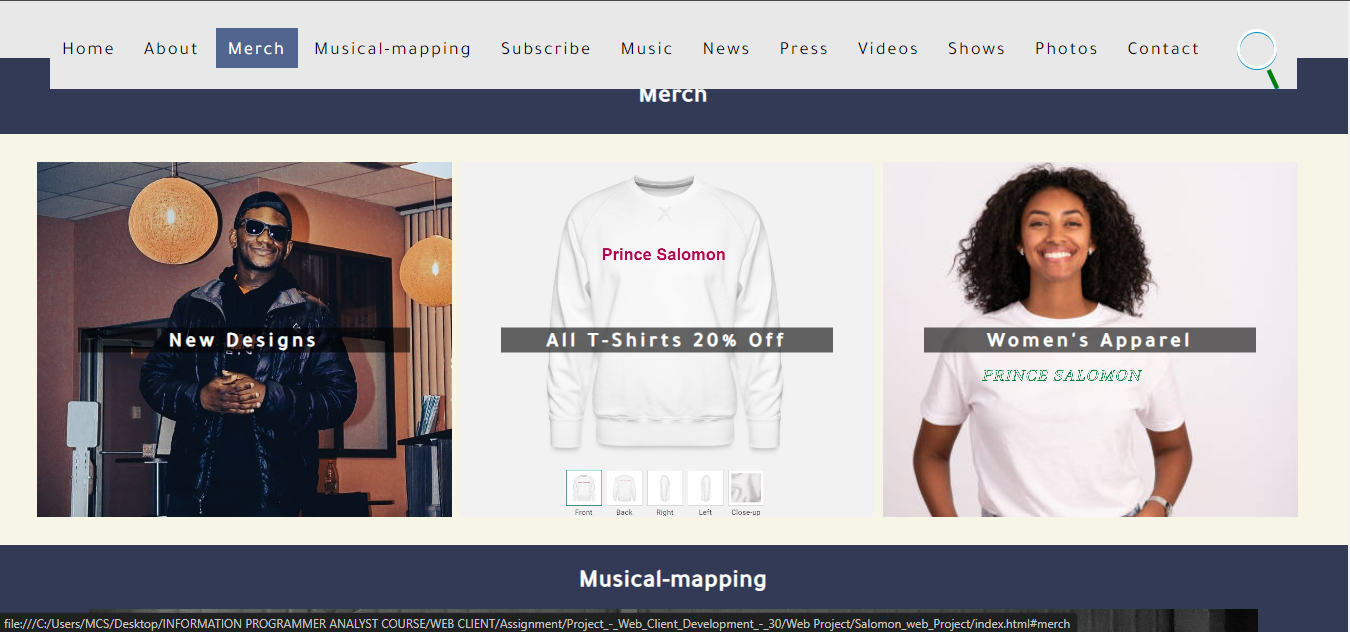 Home About Merch Musical-mapping Subscribe Music News Press Videos Shows Photos Contact
Merch
New Designs
Prince Salomon
All T-Shirts 20% Off
Front Back Right Left Close-up
Women's Apparel
PRINCE SALOMON
Musical-mapping
file:///C:/Users/MCS/Desktop/INFORMATION PROGRAMMER ANALYST COURSE/WEB CLIENT/Assignment/Project_-_Web_Client_Development_-_30/Web Project/Salomon_web_Project/index.html#merch